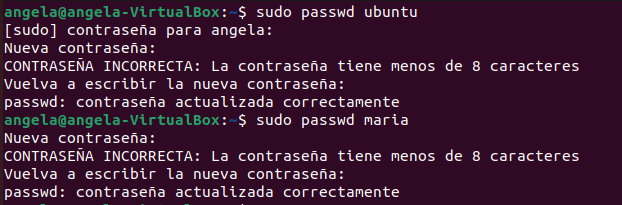 angela@angela-VirtualBox:~$ sudo passwd ubuntu
[sudo] contraseña para angela:
Nueva contraseña:
CONTRASEÑA INCORRECTA: La contraseña tiene menos de 8 caracteres
Vuelva a escribir la nueva contraseña:
passwd: contraseña actualizada correctamente
angela@angela-VirtualBox:~$ sudo passwd maria
Nueva contraseña:
CONTRASEÑA INCORRECTA: La contraseña tiene menos de 8 caracteres
Vuelva a escribir la nueva contraseña:
passwd: contraseña actualizada correctamente